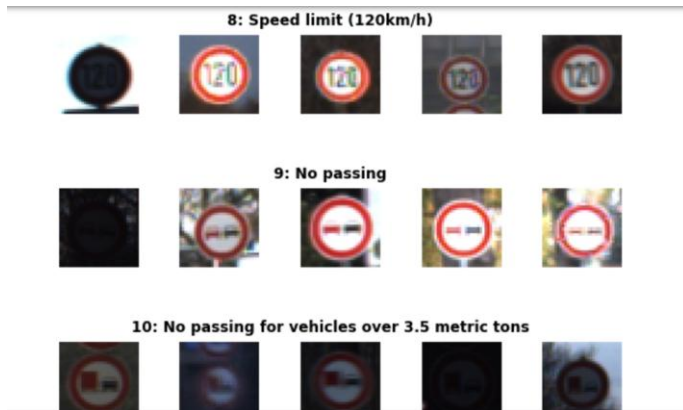 8: Speed limit (120km/h)
120 120 120 120 120
9: No passing
10: No passing for vehicles over 3.5 metric tons